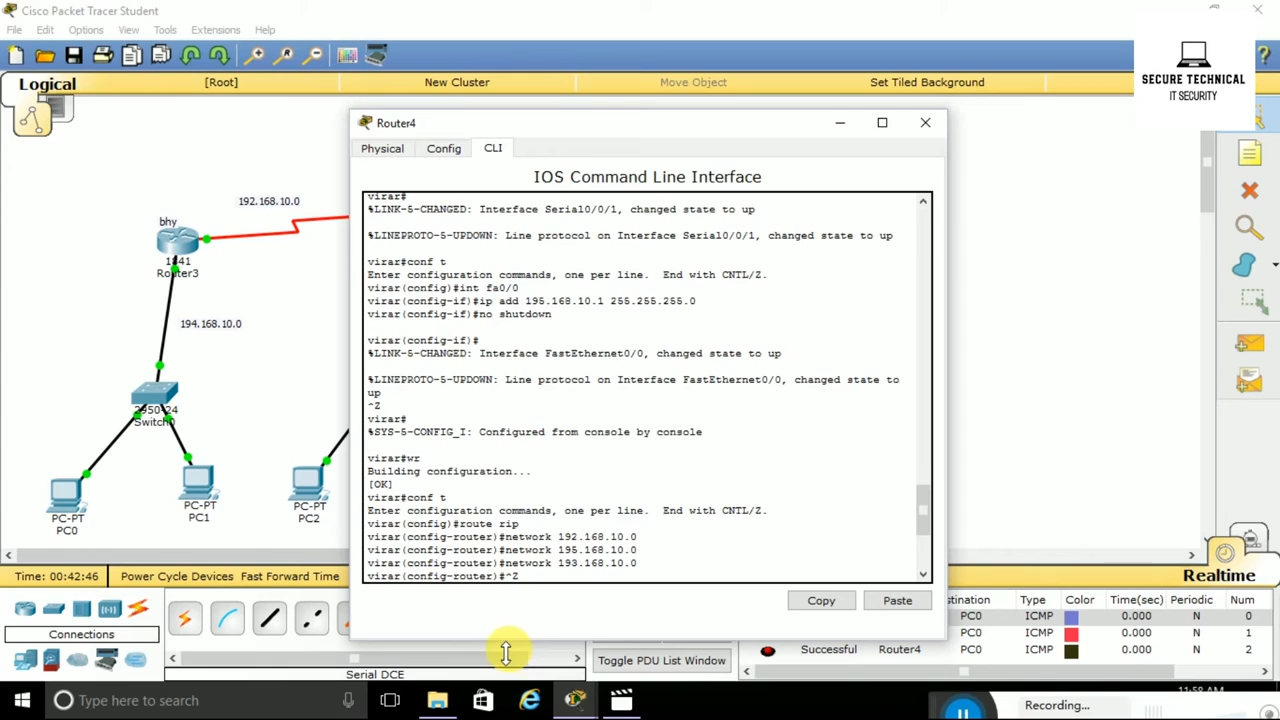 Cisco Packet Tracer Student
File Edit Options View Tools Extensions Help
SECURE TECHNICAL
IT SECURITY
Logical [Root] New Cluster Move Object Set Tiled Background
Router4
Physical Config CLI
IOS Command Line Interface
virar#
%LINK-5-CHANGED: Interface Serial0/0/1, changed state to up
%LINEPROTO-5-UPDOWN: Line protocol on Interface Serial0/0/1, changed state to up
virar#conf t
Enter configuration commands, one per line.  End with CNTL/Z.
virar(config)#int fa0/0
virar(config-if)#ip add 195.168.10.1 255.255.255.0
virar(config-if)#no shutdown
virar(config-if)#
%LINK-5-CHANGED: Interface FastEthernet0/0, changed state to up
%LINEPROTO-5-UPDOWN: Line protocol on Interface FastEthernet0/0, changed state to
up
^Z
virar#
%SYS-5-CONFIG_I: Configured from console by console
virar#wr
Building configuration...
[OK]
virar#conf t
Enter configuration commands, one per line.  End with CNTL/Z.
virar(config)#route rip
virar(config-router)#network 192.168.10.0
virar(config-router)#network 195.168.10.0
virar(config-router)#network 193.168.10.0
virar(config-router)#^Z
Copy Paste
192.168.10.0
bhy
1841
Router3
194.168.10.0
2950-24
Switch0
PC-PT
PC0
PC-PT
PC1
PC-PT
PC2
Time: 00:42:46 Power Cycle Devices Fast Forward Time Realtime
Connections
Serial DCE
Toggle PDU List Window
stination Type Color Time(sec) Periodic Num
PC0 ICMP 0.000 N 0
PC0 ICMP 0.000 N 1
Successful Router4 PC0 ICMP 0.000 N 2
Type here to search
11:58 AM
Recording...